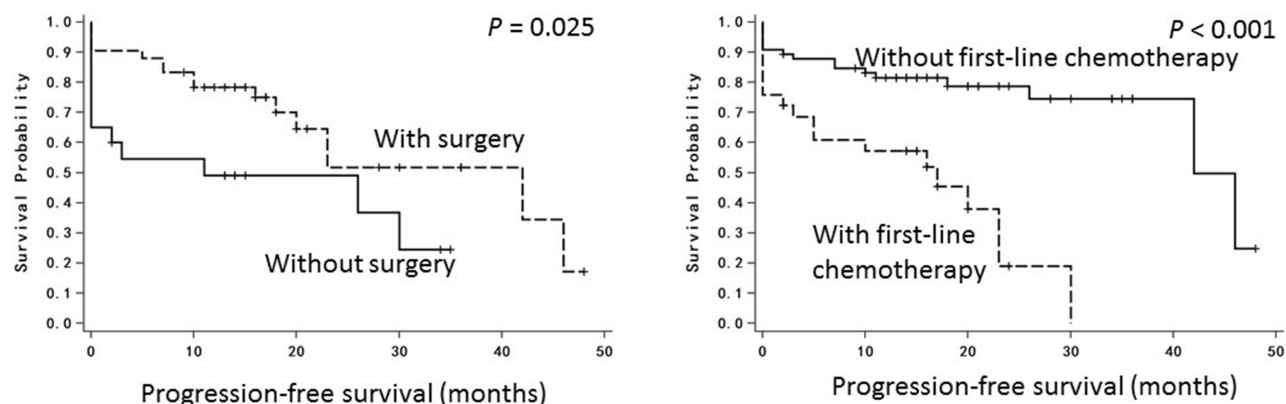 P = 0.025
1.0
0.9
0.8
0.7
0.6
0.5
0.4
0.3
0.2
0.1
0.0
Survival Probability
With surgery
Without surgery
0 10 20 30 40 50
Progression-free survival (months)
P < 0.001
1.0
0.9
0.8
0.7
0.6
0.5
0.4
0.3
0.2
0.1
0.0
Survival Probability
Without first-line chemotherapy
With first-line
chemotherapy
0 10 20 30 40 50
Progression-free survival (months)